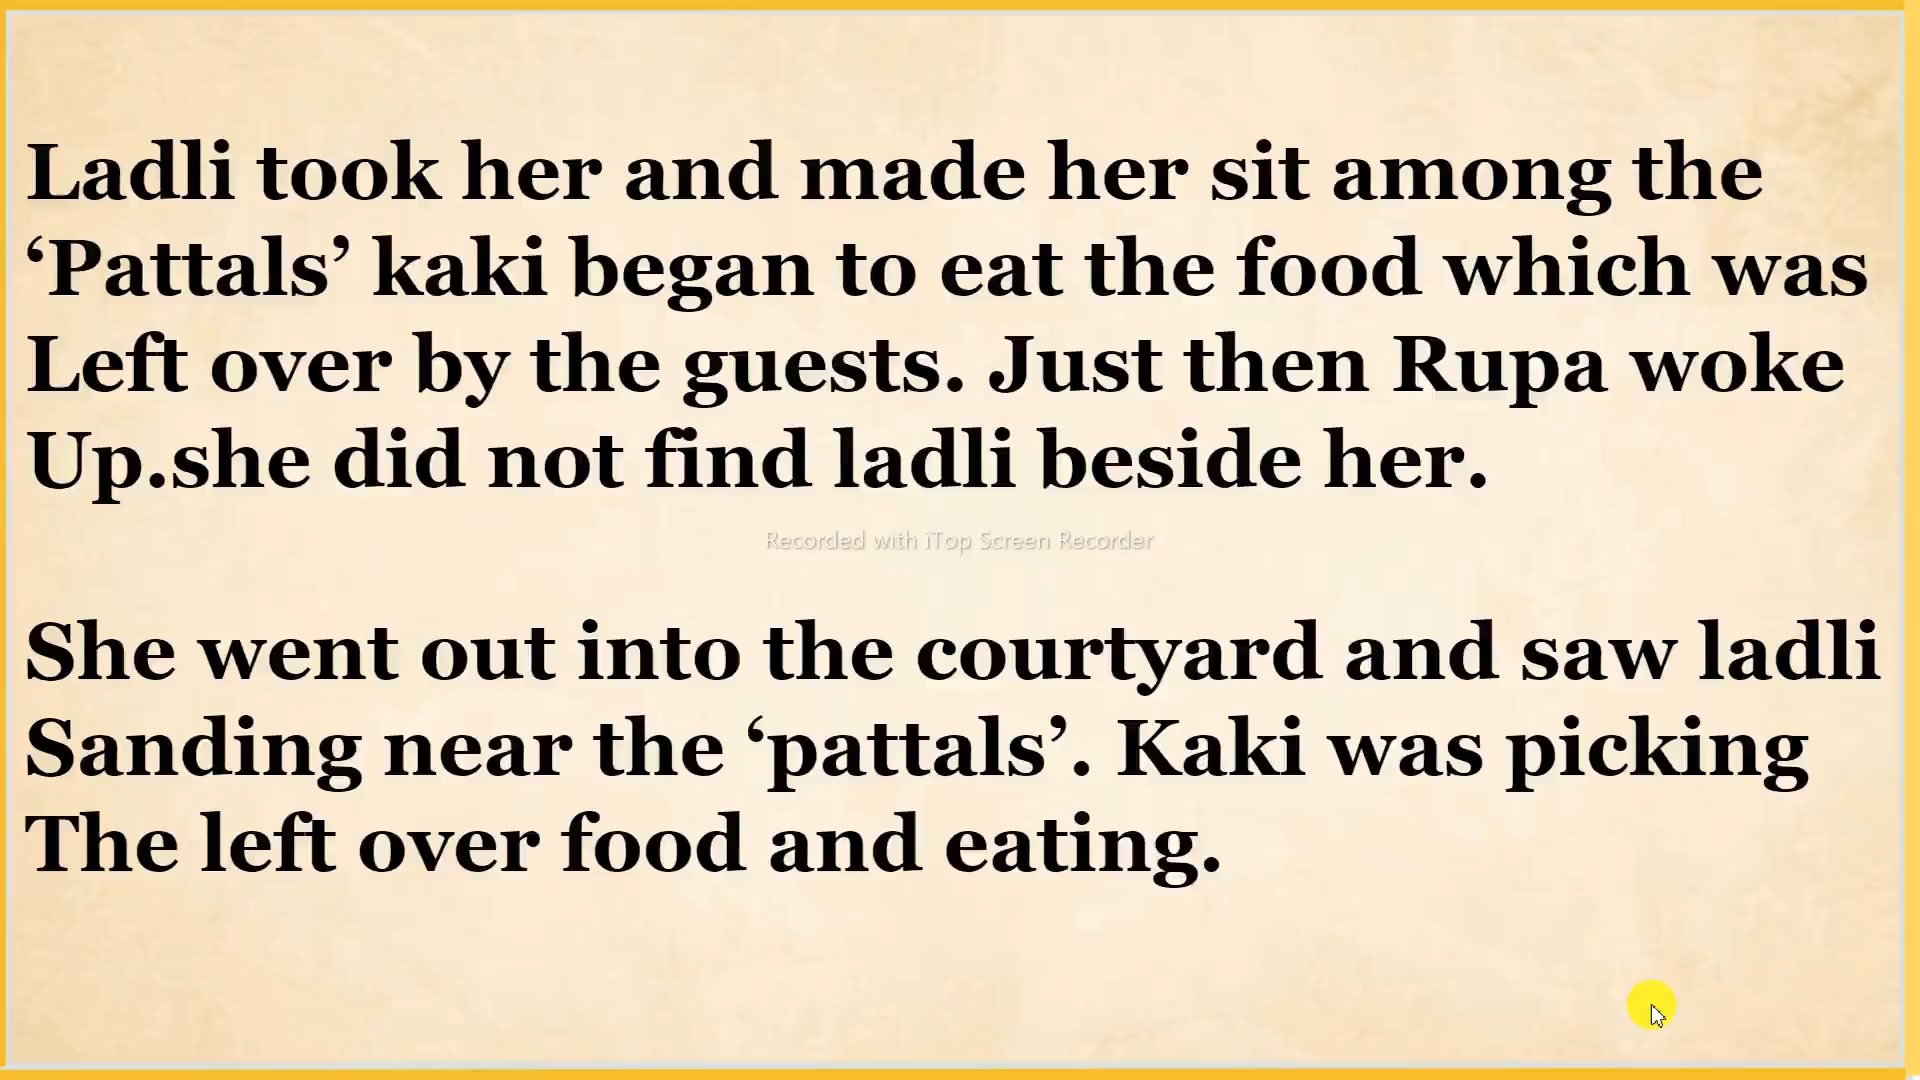 Ladli took her and made her sit among the
‘Pattals’ kaki began to eat the food which was
Left over by the guests. Just then Rupa woke
Up.she did not find ladli beside her.
Recorded with iTop Screen Recorder
She went out into the courtyard and saw ladli
Sanding near the ‘pattals’. Kaki was picking
The left over food and eating.